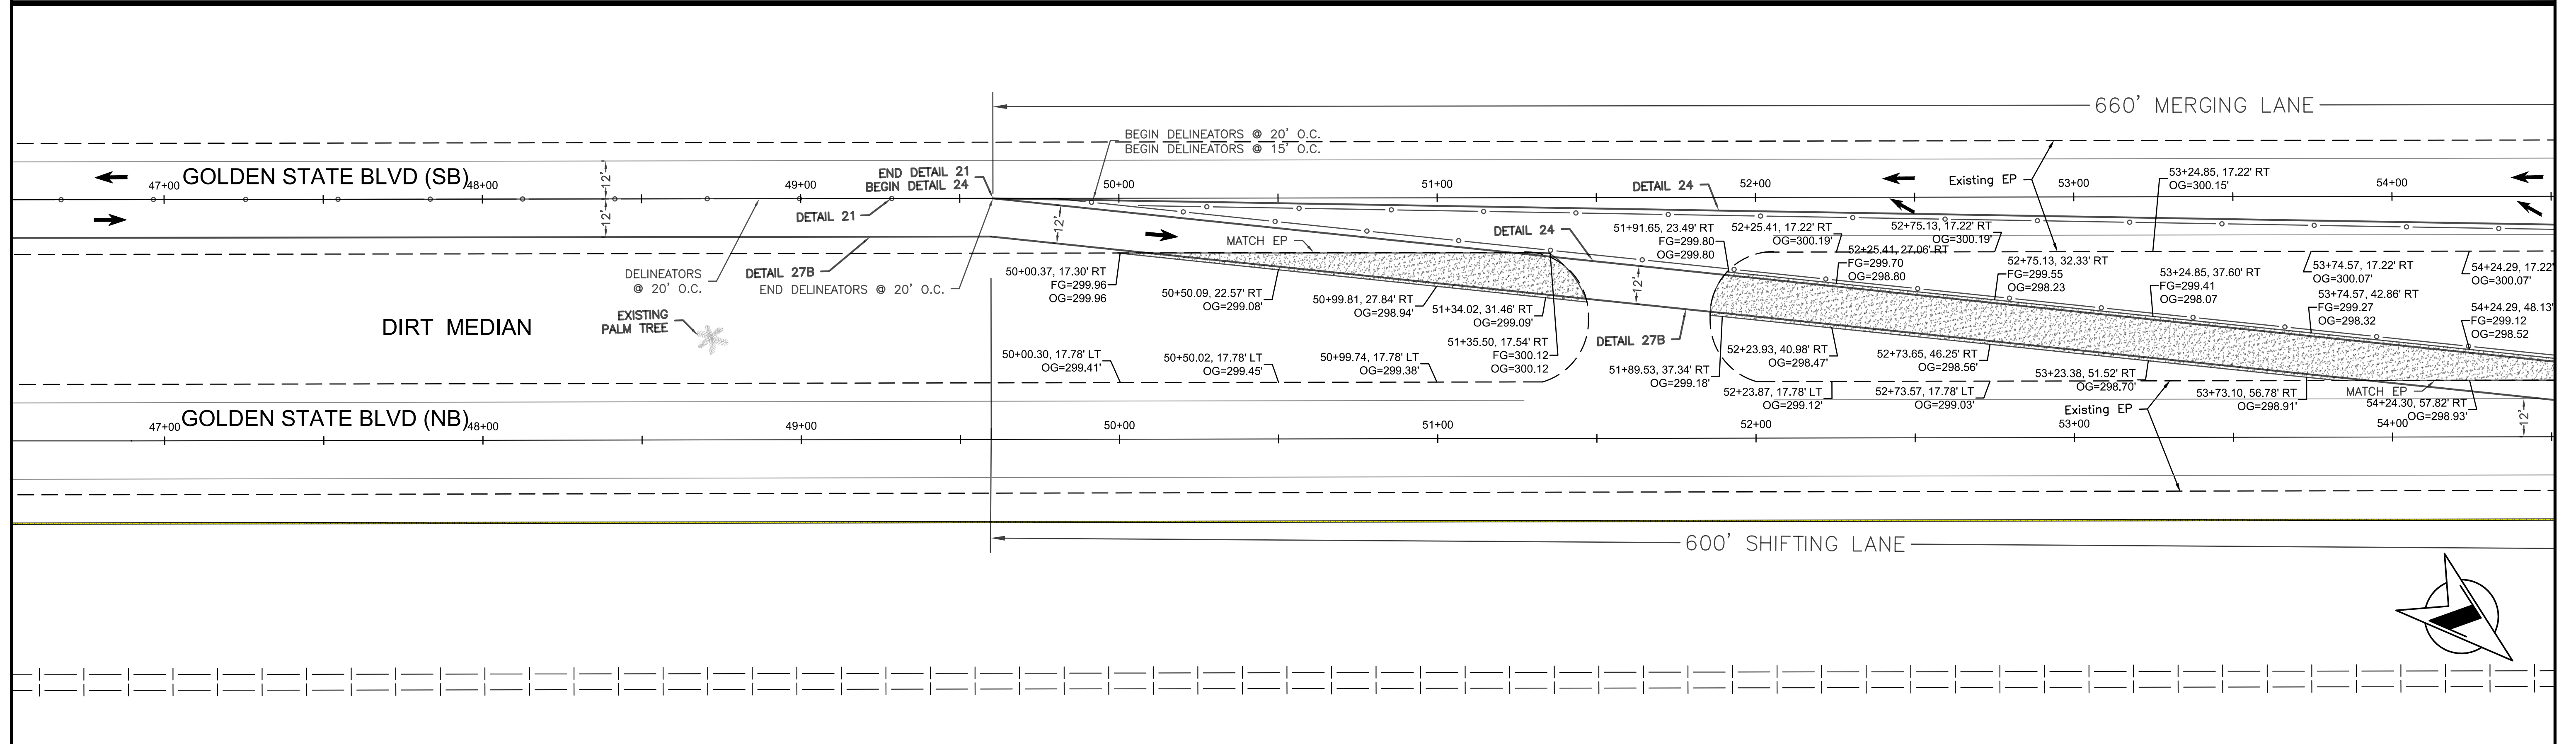 660' MERGING LANE
BEGIN DELINEATORS @ 20' O.C.
BEGIN DELINEATORS @ 15' O.C.
12'
GOLDEN STATE BLVD (SB)
47+00
48+00
49+00
50+00
51+00
52+00
53+00
54+00
END DETAIL 21
BEGIN DETAIL 24
DETAIL 24
Existing EP
53+24.85, 17.22' RT
OG=300.15'
12'
DETAIL 21
12'
MATCH EP
DETAIL 24
51+91.65, 23.49' RT
FG=299.80
OG=299.80
52+25.41, 17.22' RT
OG=300.19'
52+75.13, 17.22' RT
OG=300.19'
52+25.41, 27.06' RT
FG=299.70
OG=298.80
52+75.13, 32.33' RT
FG=299.55
OG=298.23
53+24.85, 37.60' RT
FG=299.41
OG=298.07
53+74.57, 17.22' RT
OG=300.07'
53+74.57, 42.86' RT
FG=299.27
OG=298.32
54+24.29, 17.22'
OG=300.07'
54+24.29, 48.13'
FG=299.12
OG=298.52
DELINEATORS
@ 20' O.C.
DETAIL 27B
END DELINEATORS @ 20' O.C.
50+00.37, 17.30' RT
FG=299.96
OG=299.96
50+50.09, 22.57' RT
OG=299.08'
50+99.81, 27.84' RT
OG=298.94'
51+34.02, 31.46' RT
OG=299.09'
12'
EXISTING
PALM TREE
DIRT MEDIAN
51+35.50, 17.54' RT
FG=300.12
OG=300.12
DETAIL 27B
50+00.30, 17.78' LT
OG=299.41'
50+50.02, 17.78' LT
OG=299.45'
50+99.74, 17.78' LT
OG=299.38'
51+89.53, 37.34' RT
OG=299.18'
52+23.93, 40.98' RT
OG=298.47'
52+73.65, 46.25' RT
OG=298.56'
53+23.38, 51.52' RT
OG=298.70'
52+23.87, 17.78' LT
OG=299.12'
52+73.57, 17.78' LT
OG=299.03'
53+73.10, 56.78' RT
OG=298.91'
MATCH EP
54+24.30, 57.82' RT
OG=298.93'
Existing EP
12'
GOLDEN STATE BLVD (NB)
47+00
48+00
49+00
50+00
51+00
52+00
53+00
54+00
600' SHIFTING LANE